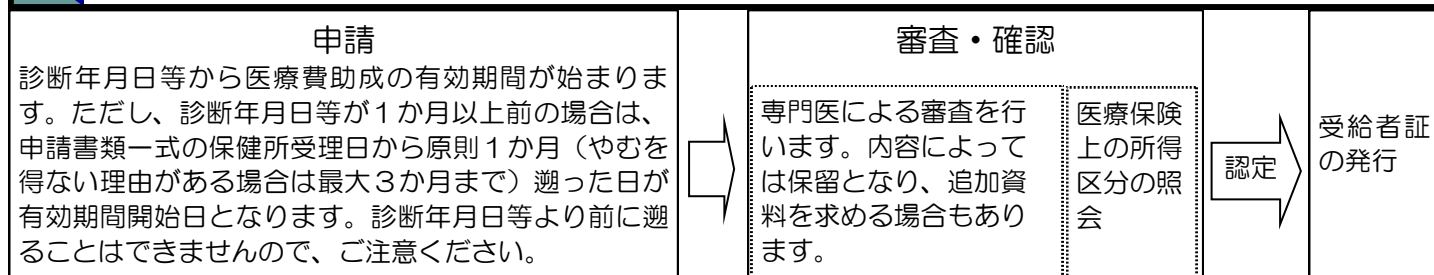 申請
診断年月日等から医療費助成の有効期間が始まりま
す。ただし、診断年月日等が１か月以上前の場合は、
申請書類一式の保健所受理日から原則１か月（やむを
得ない理由がある場合は最大３か月まで）遡った日が
有効期間開始日となります。診断年月日等より前に遡
ることはできませんので、ご注意ください。
審査・確認
専門医による審査を行
います。内容によって
は保留となり、追加資
料を求める場合もあり
ます。
医療保険
上の所得
区分の照
会
認定
受給者証
の発行